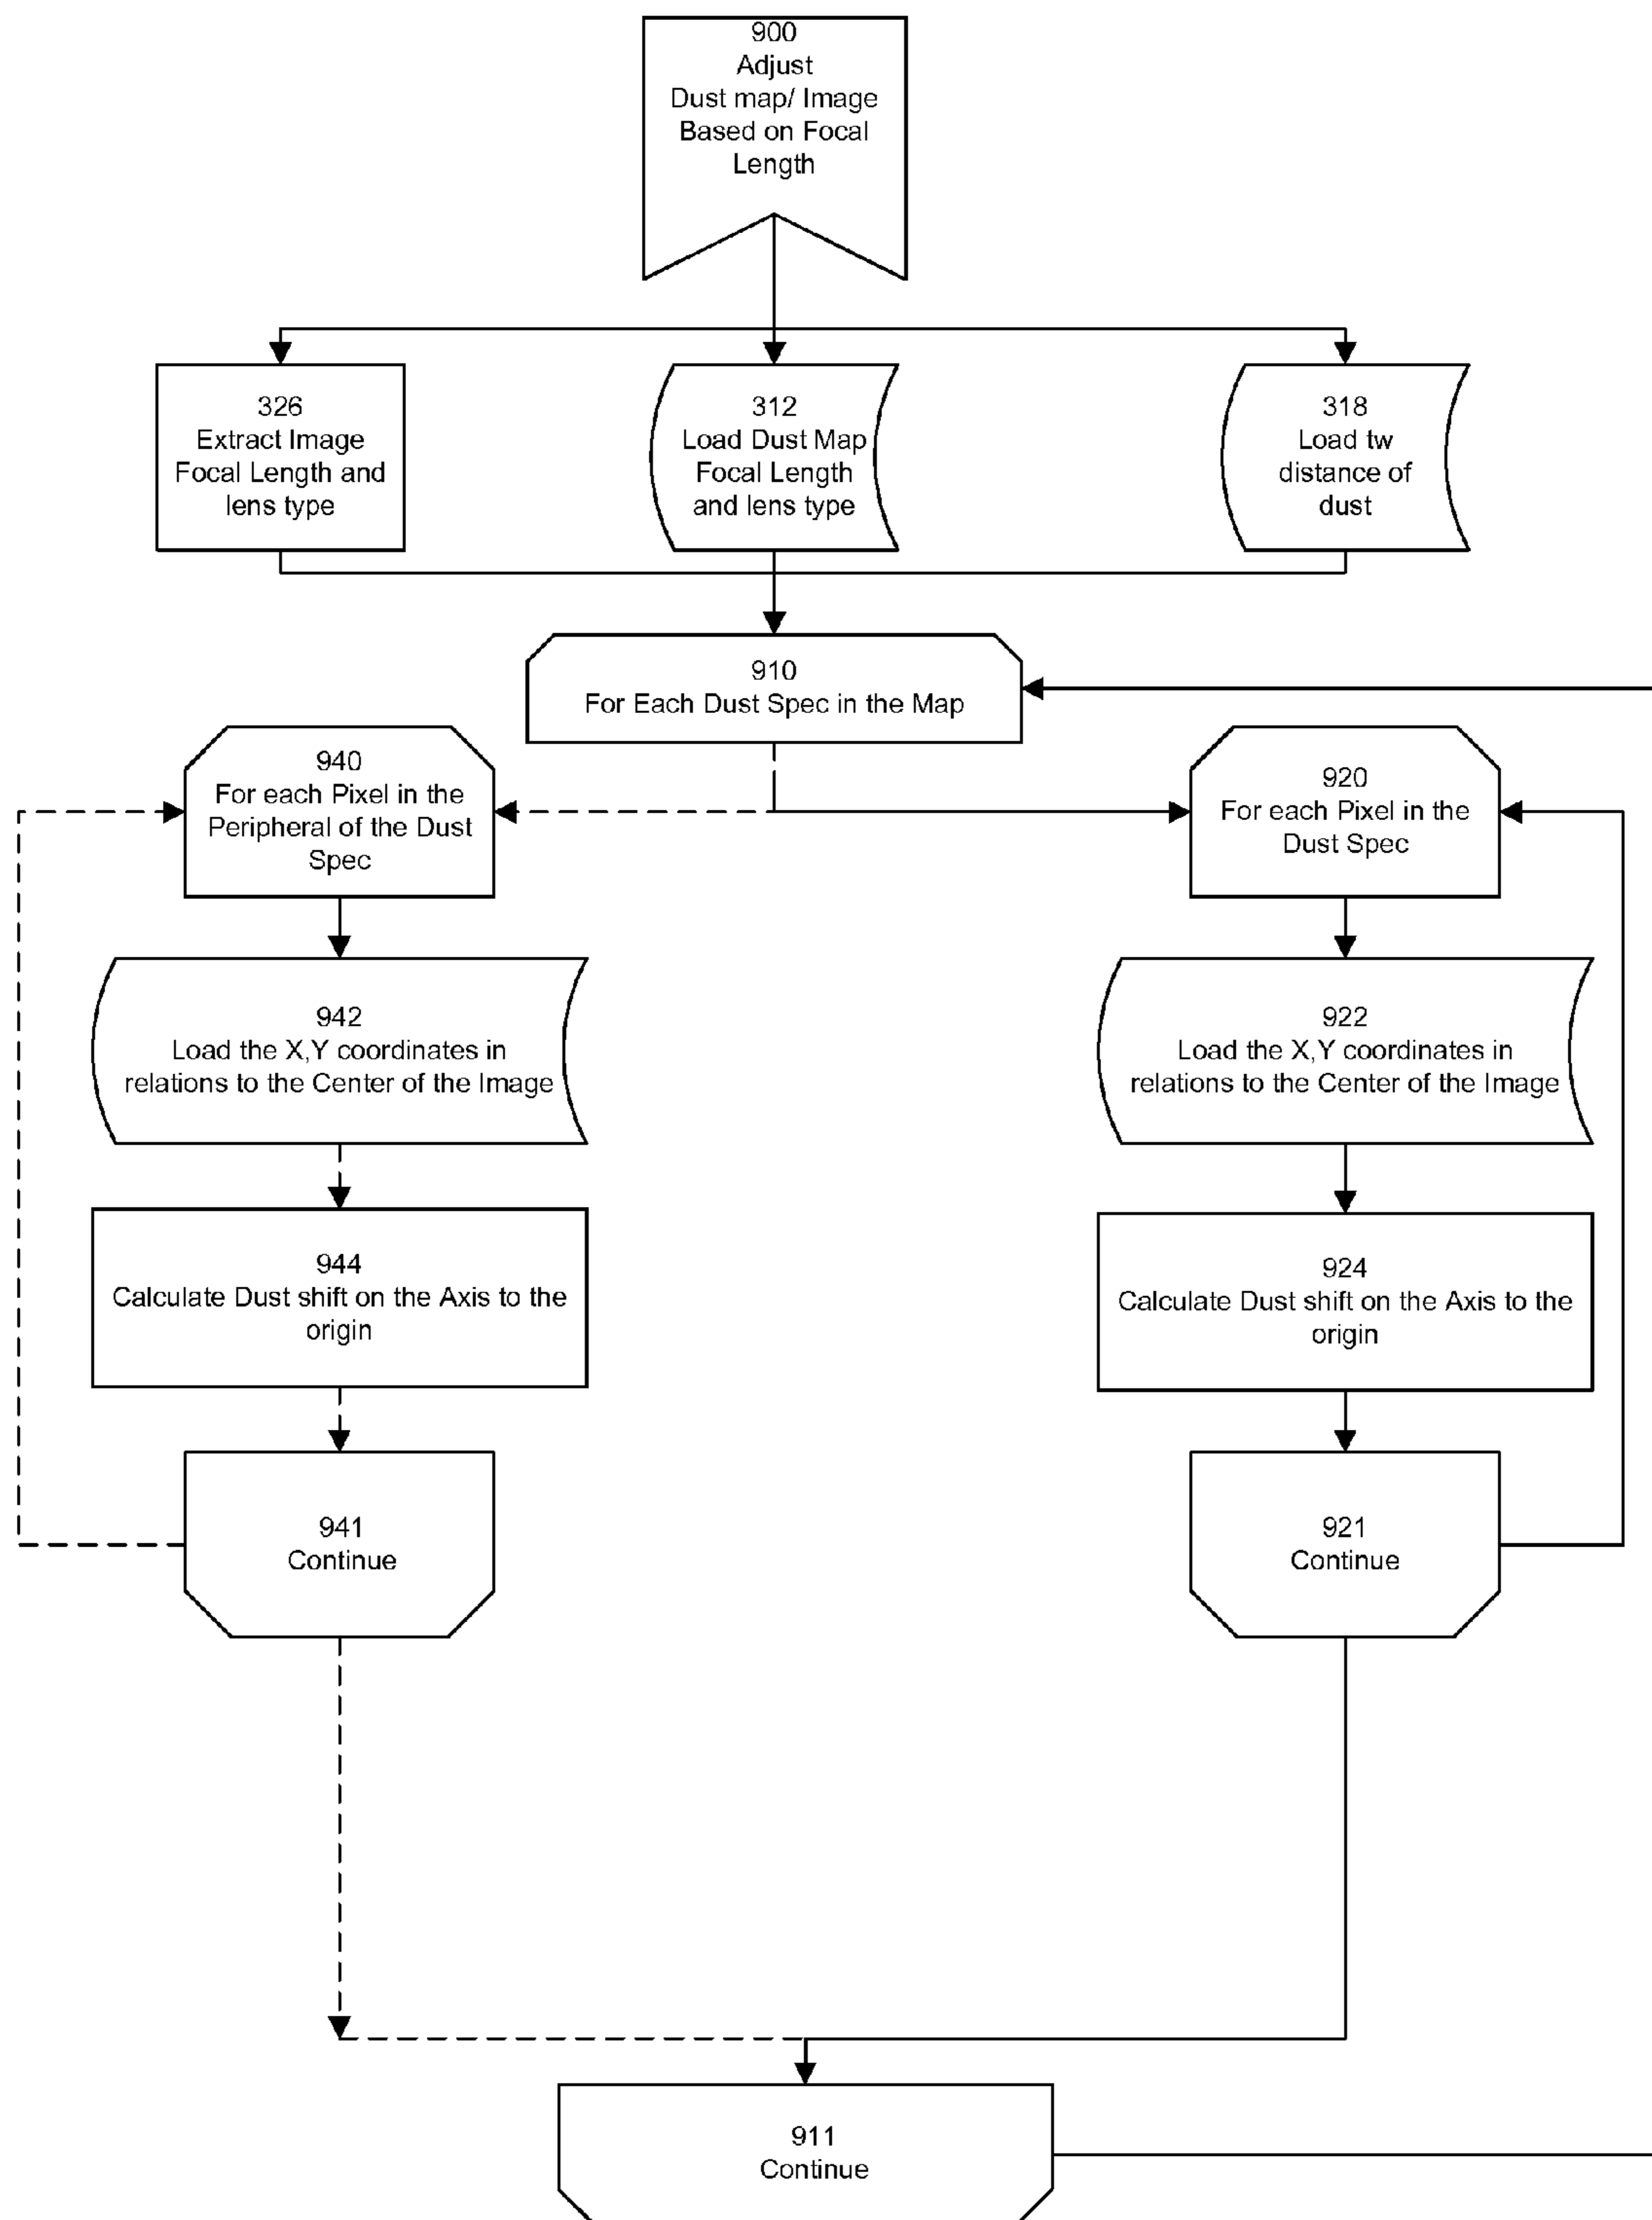 900
Adjust
Dust map/ Image
Based on Focal
Length
326
Extract Image
Focal Length and
lens type
312
Load Dust Map
Focal Length
and lens type
318
Load tw
distance of
dust
910
For Each Dust Spec in the Map
940
For each Pixel in the
Peripheral of the Dust
Spec
920
For each Pixel in the
Dust Spec
942
Load the X,Y coordinates in
relations to the Center of the Image
922
Load the X,Y coordinates in
relations to the Center of the Image
944
Calculate Dust shift on the Axis to the
origin
924
Calculate Dust shift on the Axis to the
origin
941
Continue
921
Continue
911
Continue